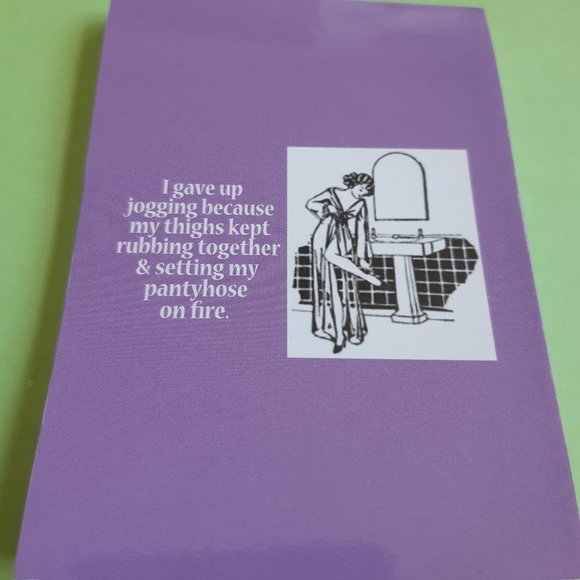 I gave up
jogging because
my thighs kept
rubbing together
& setting my
pantyhose
on fire.